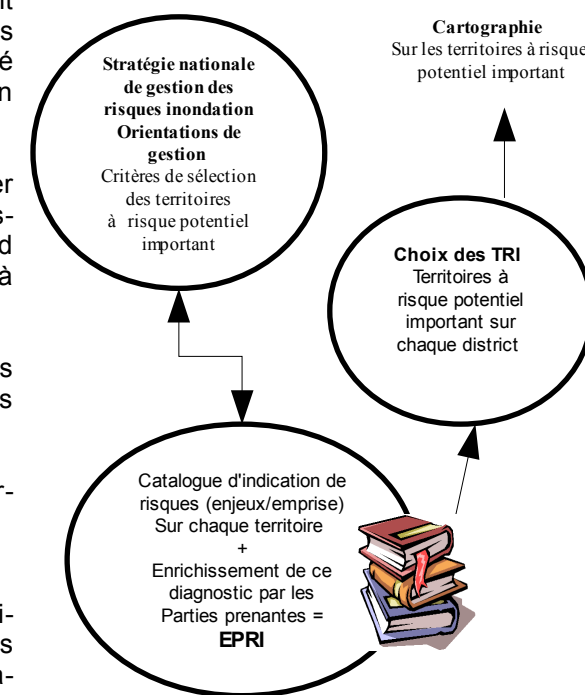 nt
s
é
n
er
s-
d
à
s
s
r-
i-
s
a-
Stratégie nationale
de gestion des
risques inondation
Orientations de
gestion
Critères de sélection
des territoires
à risque potentiel
important
Cartographie
Sur les territoires à risque
potentiel important
Choix des TRI
Territoires à
risque potentiel
important sur
chaque district
Catalogue d'indication de
risques (enjeux/emprise)
Sur chaque territoire
+
Enrichissement de ce
diagnostic par les
Parties prenantes =
EPRI